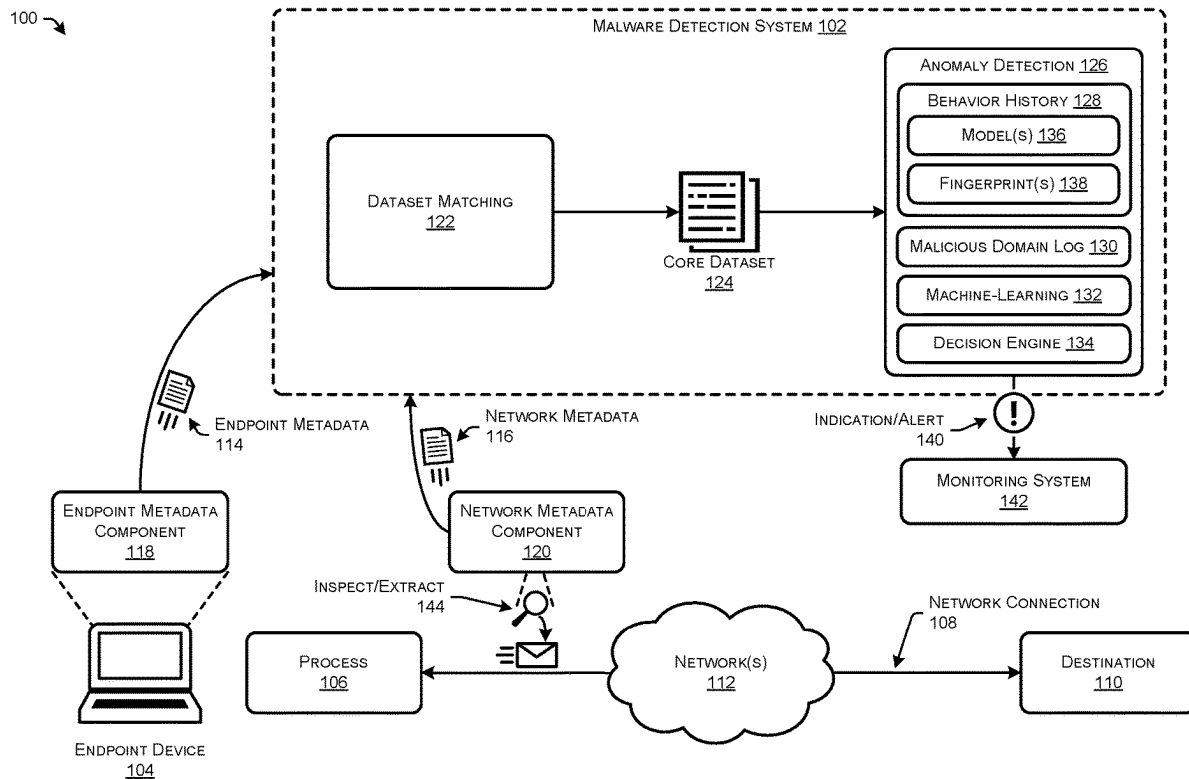 100
MALWARE DETECTION SYSTEM 102
ANOMALY DETECTION 126
BEHAVIOR HISTORY 128
MODEL(S) 136
FINGERPRINT(S) 138
MALICIOUS DOMAIN LOG 130
MACHINE-LEARNING 132
DECISION ENGINE 134
DATASET MATCHING
122
CORE DATASET
124
ENDPOINT METADATA
114
NETWORK METADATA
116
INDICATION/ALERT
140
MONITORING SYSTEM
142
ENDPOINT METADATA
COMPONENT
118
NETWORK METADATA
COMPONENT
120
INSPECT/EXTRACT
144
NETWORK CONNECTION
108
PROCESS
106
NETWORK(S)
112
DESTINATION
110
ENDPOINT DEVICE
104